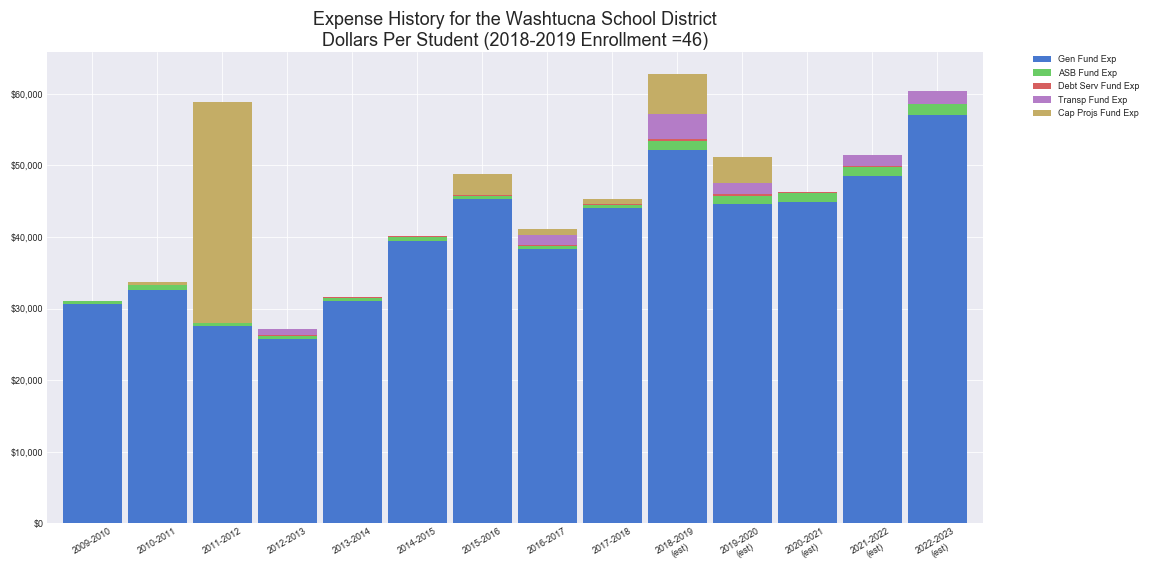 Expense History for the Washtucna School District
Dollars Per Student (2018-2019 Enrollment =46)
Gen Fund Exp
ASB Fund Exp
Debt Serv Fund Exp
Transp Fund Exp
Cap Projs Fund Exp
$60,000
$50,000
$40,000
$30,000
$20,000
$10,000
$0
2009-2010
2010-2011
2011-2012
2012-2013
2013-2014
2014-2015
2015-2016
2016-2017
2017-2018
2018-2019
(est)
2019-2020
(est)
2020-2021
(est)
2021-2022
(est)
2022-2023
(est)